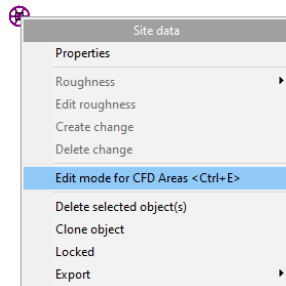 Site data
Properties
Roughness
Edit roughness
Create change
Delete change
Edit mode for CFD Areas <Ctrl+E>
Delete selected object(s)
Clone object
Locked
Export